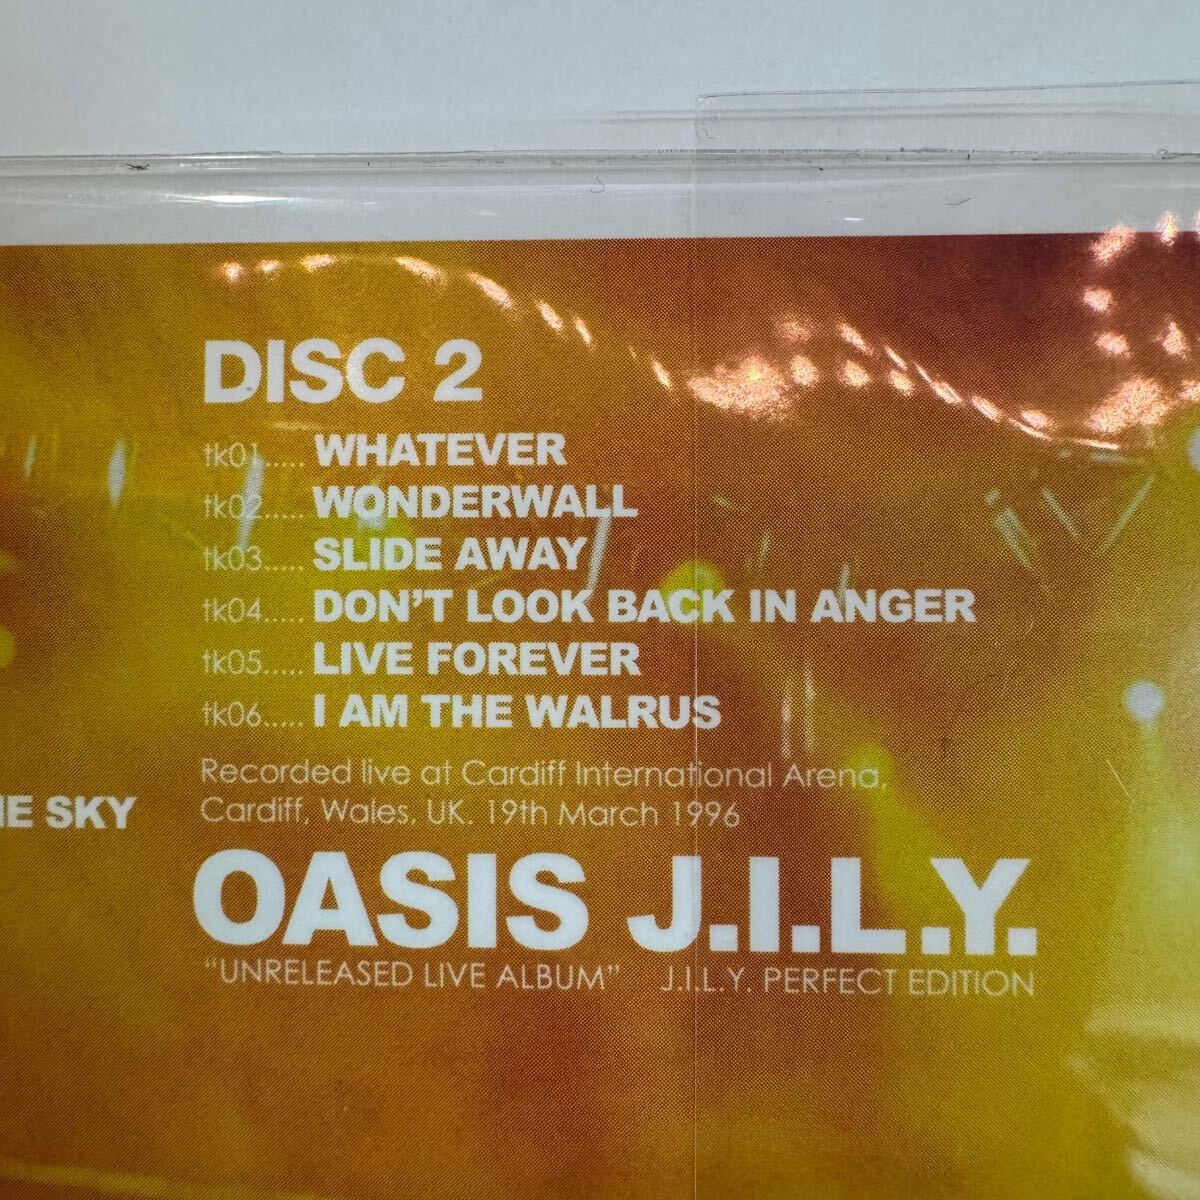 DISC 2
tk01..... WHATEVER
tk02..... WONDERWALL
tk03..... SLIDE AWAY
tk04..... DON'T LOOK BACK IN ANGER
tk05..... LIVE FOREVER
tk06..... I AM THE WALRUS
Recorded live at Cardiff International Arena,
Cardiff, Wales, UK. 19th March 1996
SKY
OASIS J.I.L.Y.
“UNRELEASED LIVE ALBUM” J.I.L.Y. PERFECT EDITION